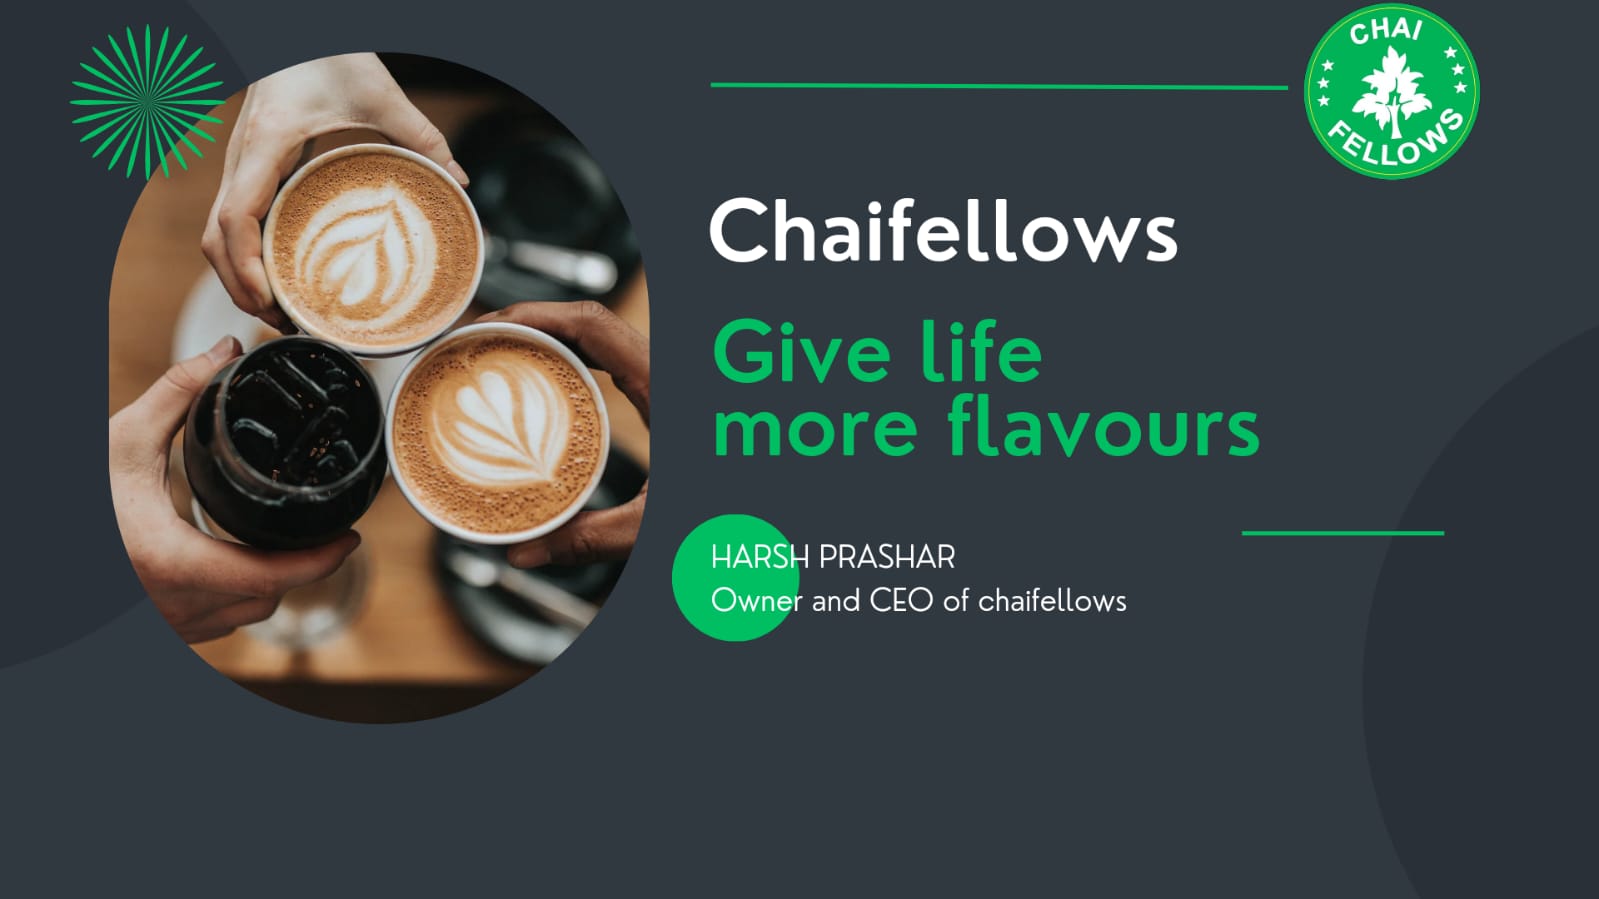 CHAI
FELLOWS
Chaifellows
Give life
more flavours
HARSH PRASHAR
Owner and CEO of chaifellows